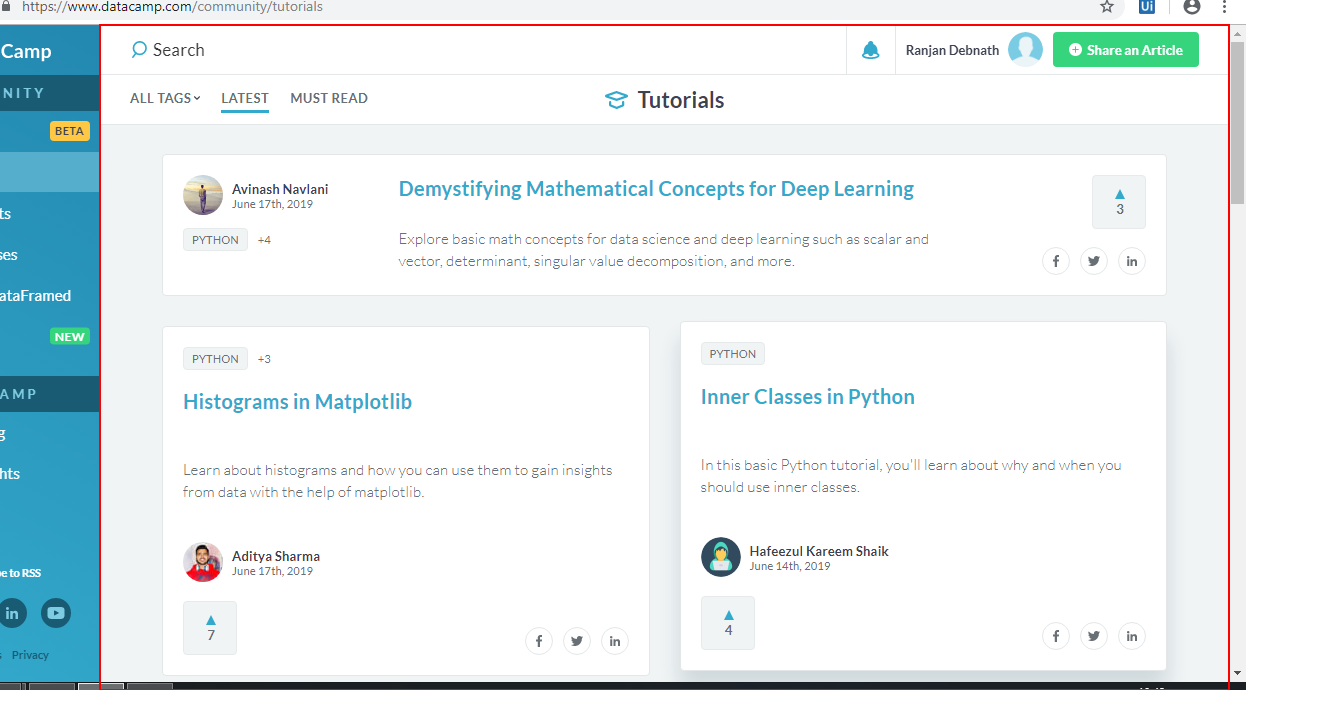 https://www.datacamp.com/community/tutorials
Ui
Camp
NITY
BETA
ts
ses
ataFramed
NEW
AMP
g
hts
be to RSS
in
s Privacy
Search
Ranjan Debnath
Share an Article
ALL TAGS
LATEST
MUST READ
Tutorials
Avinash Navlani
June 17th, 2019
PYTHON +4
Demystifying Mathematical Concepts for Deep Learning
Explore basic math concepts for data science and deep learning such as scalar and
vector, determinant, singular value decomposition, and more.
3
f
in
PYTHON +3
Histograms in Matplotlib
Learn about histograms and how you can use them to gain insights
from data with the help of matplotlib.
Aditya Sharma
June 17th, 2019
7
f
in
PYTHON
Inner Classes in Python
In this basic Python tutorial, you'll learn about why and when you
should use inner classes.
Hafeezul Kareem Shaik
June 14th, 2019
4
f
in